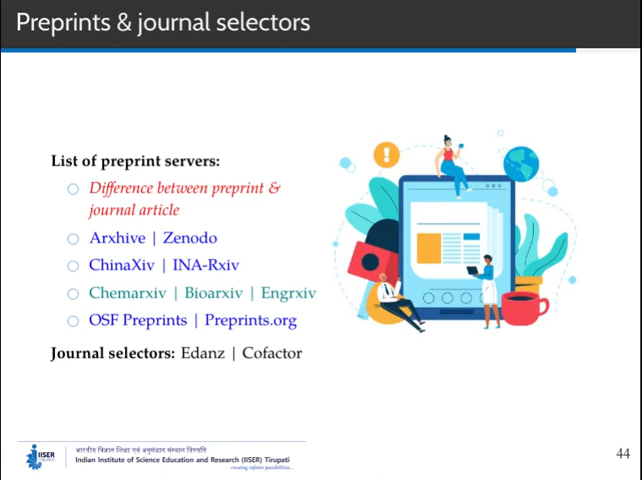 Preprints & journal selectors
List of preprint servers:
Difference between preprint &
journal article
Arxhive | Zenodo
ChinaXiv | INA-Rxiv
Chemarxiv | Bioarxiv | Engrxiv
OSF Preprints | Preprints.org
Journal selectors: Edanz | Cofactor
IISER
भारतीय विज्ञान शिक्षा एवं अनुसंधान संस्थान तिरुपति
Indian Institute of Science Education and Research (IISER) Tirupati
creating infinite possibilities...
44